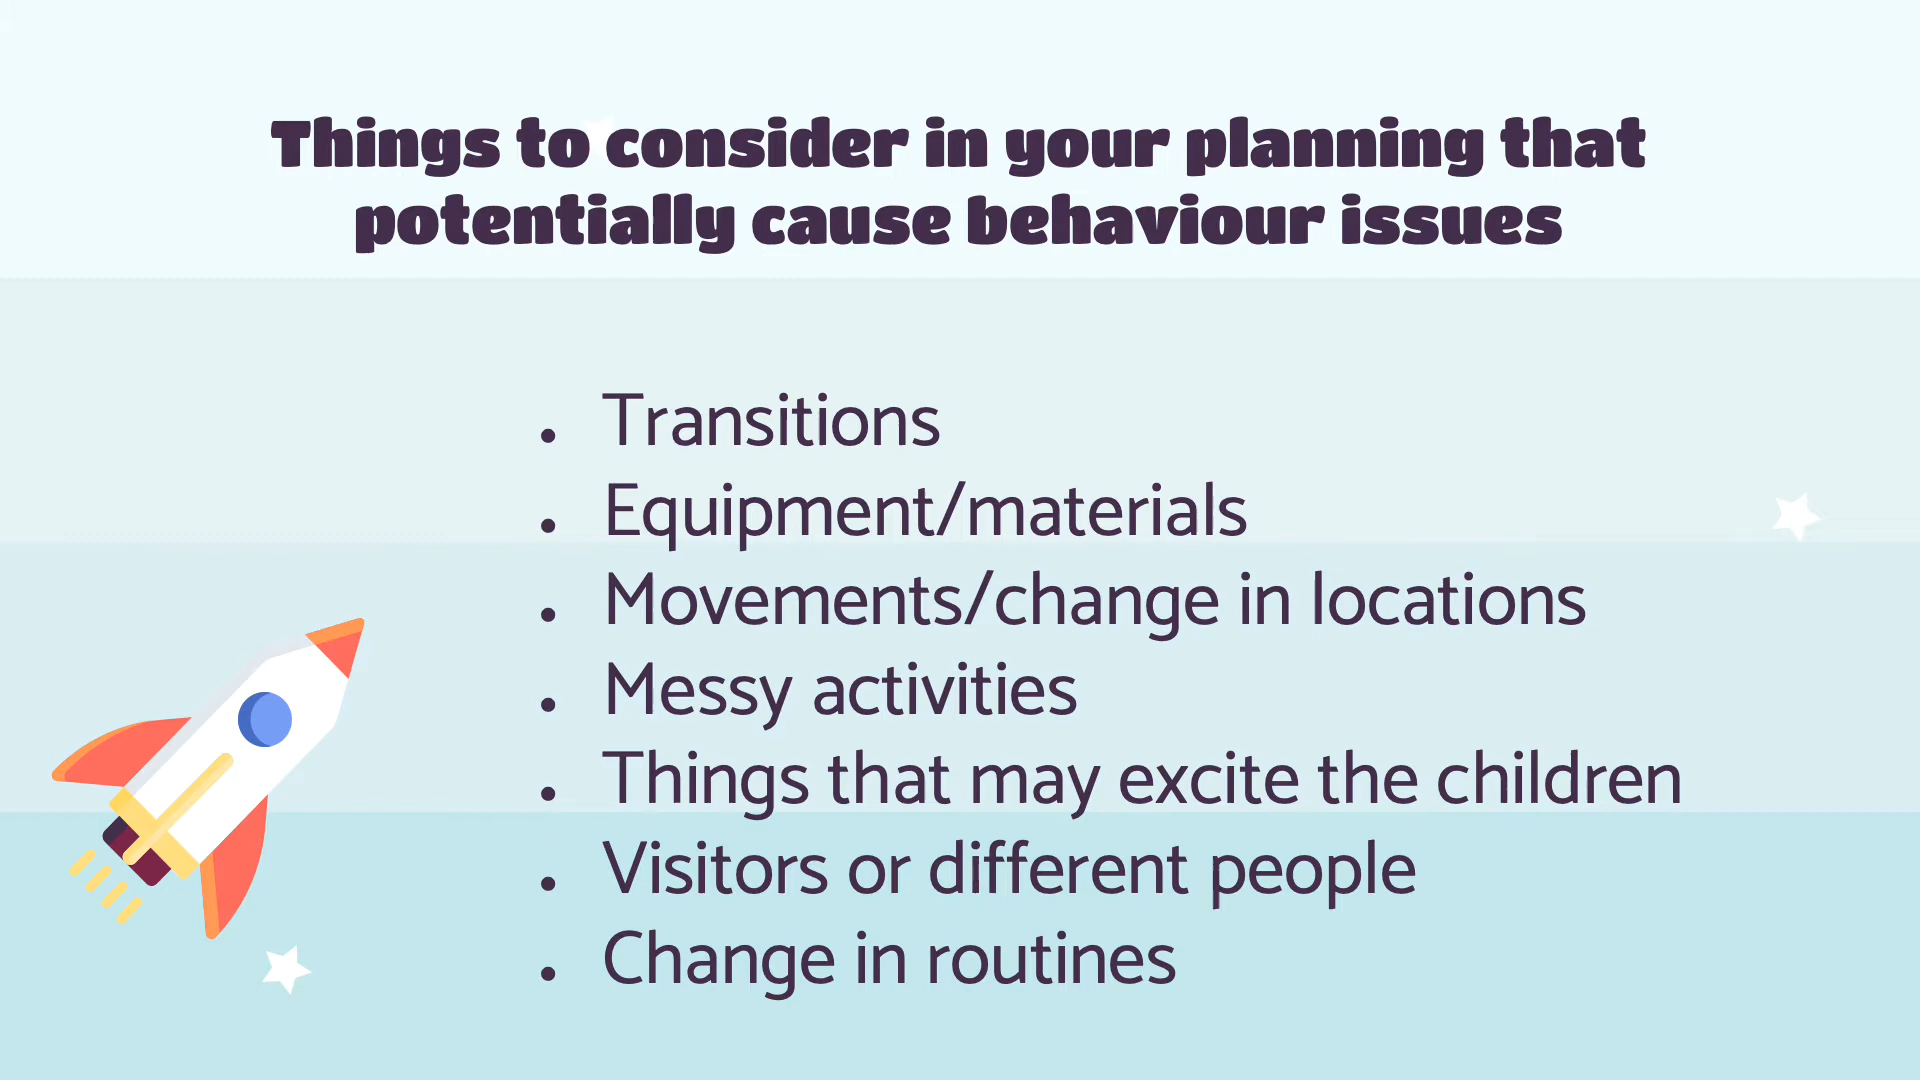 Things to consider in your planning that
potentially cause behaviour issues
• Transitions
• Equipment/materials
• Movements/change in locations
• Messy activities
• Things that may excite the children
• Visitors or different people
• Change in routines